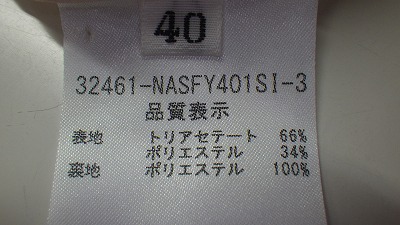 40
32461-NASFY401SI-3
品質表示
表地 トリアセテート 66%
ポリエステル 34%
裏地 ポリエステル 100%